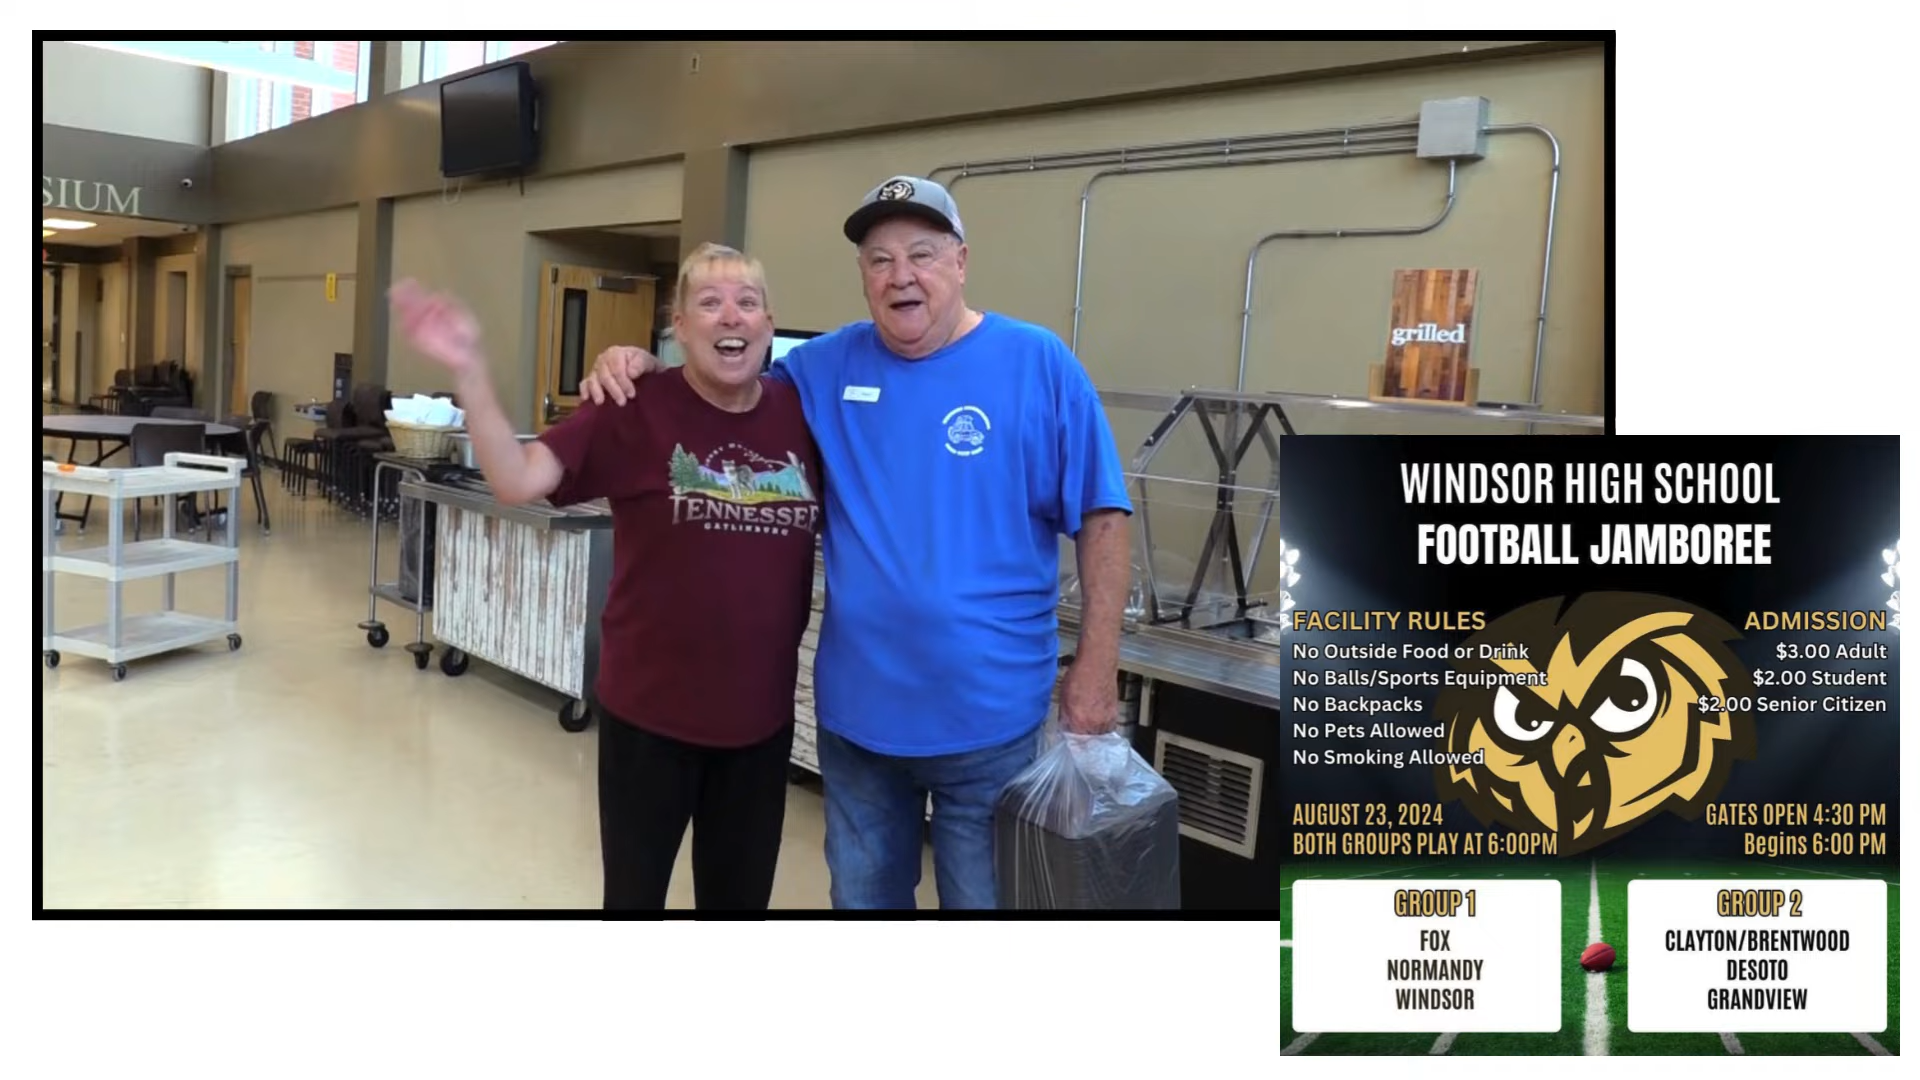 SIUM
grilled
TENNESSEE
GATLINBURG
WINDSOR HIGH SCHOOL
FOOTBALL JAMBOREE
FACILITY RULES
No Outside Food or Drink
No Balls/Sports Equipment
No Backpacks
No Pets Allowed
No Smoking Allowed
ADMISSION
$3.00 Adult
$2.00 Student
$2.00 Senior Citizen
AUGUST 23, 2024
BOTH GROUPS PLAY AT 6:00PM
GATES OPEN 4:30 PM
Begins 6:00 PM
GROUP 1
FOX
NORMANDY
WINDSOR
GROUP 2
CLAYTON/BRENTWOOD
DESOTO
GRANDVIEW